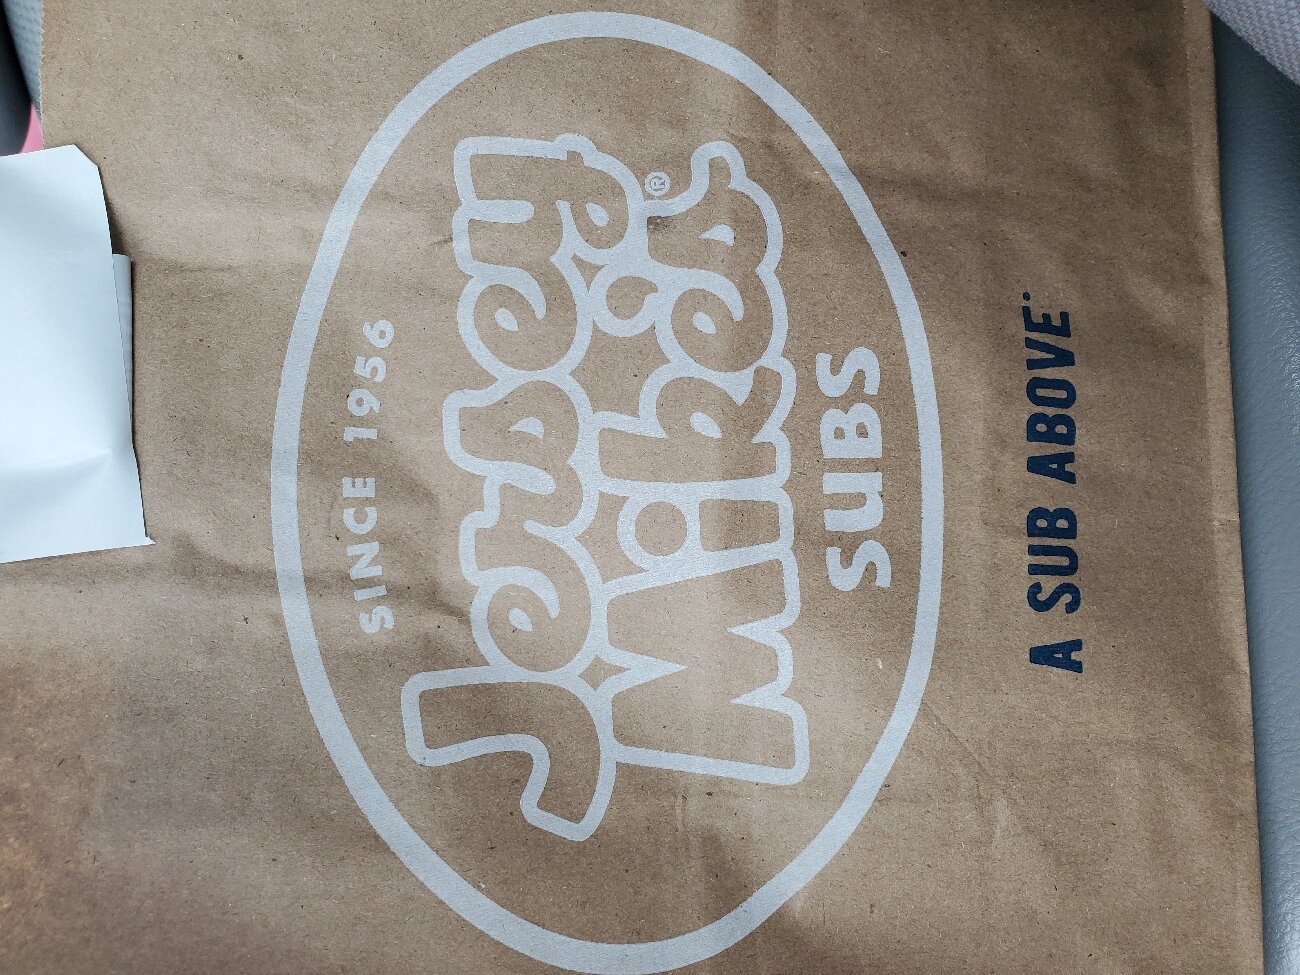 SINCE 1956
Jersey
Mike's®
SUBS
A SUB ABOVE